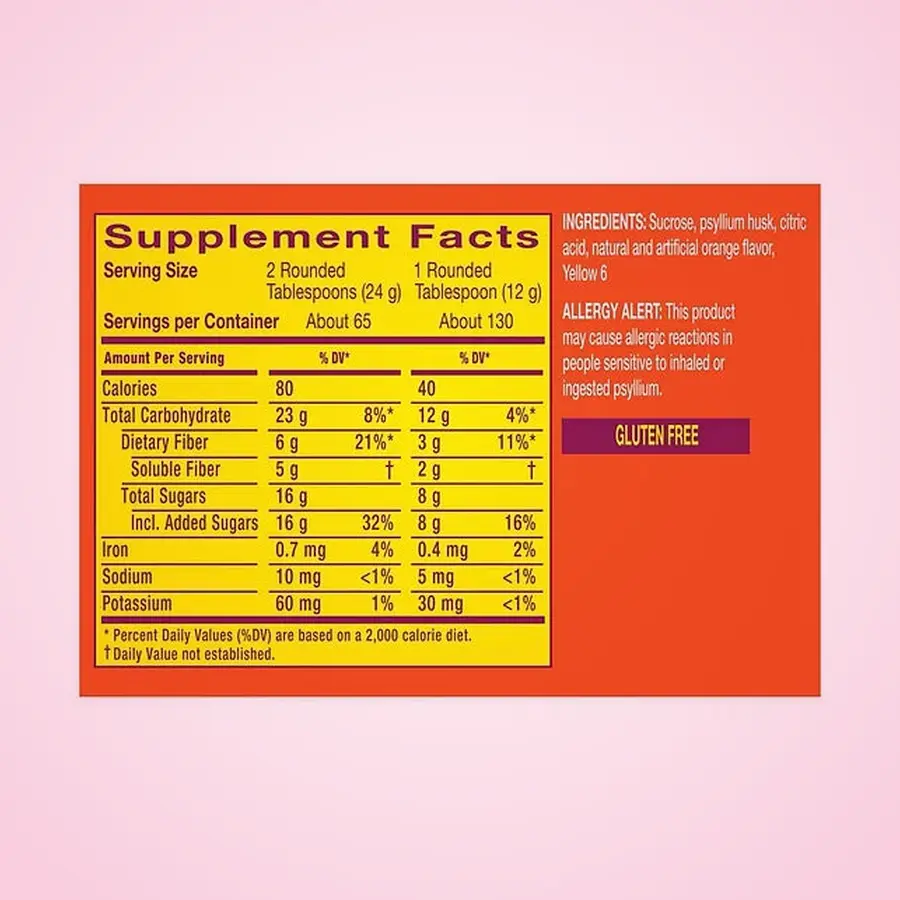 Supplement Facts
Serving Size 2 Rounded Tablespoons (24 g) 1 Rounded Tablespoon (12 g)
Servings per Container About 65 About 130
Amount Per Serving % DV* % DV*
Calories 80 40
Total Carbohydrate 23 g 8%* 12 g 4%*
Dietary Fiber 6 g 21%* 3 g 11%*
Soluble Fiber 5 g † 2 g †
Total Sugars 16 g 8 g
Incl. Added Sugars 16 g 32% 8 g 16%
Iron 0.7 mg 4% 0.4 mg 2%
Sodium 10 mg <1% 5 mg <1%
Potassium 60 mg 1% 30 mg <1%
* Percent Daily Values (%DV) are based on a 2,000 calorie diet.
† Daily Value not established.
INGREDIENTS: Sucrose, psyllium husk, citric
acid, natural and artificial orange flavor,
Yellow 6
ALLERGY ALERT: This product
may cause allergic reactions in
people sensitive to inhaled or
ingested psyllium.
GLUTEN FREE